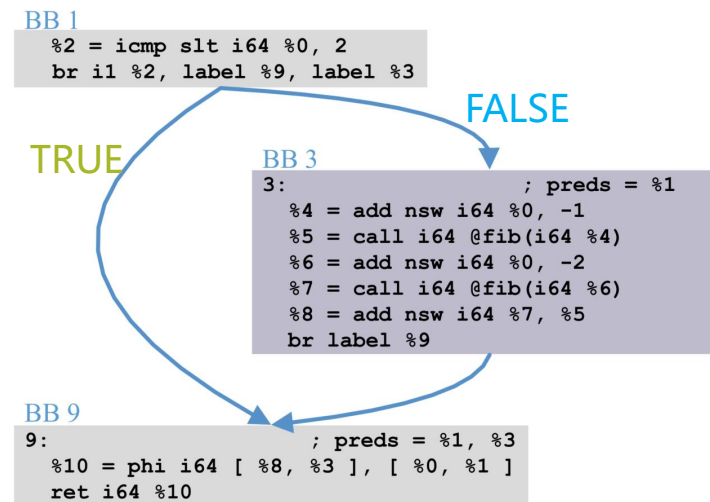 BB 1
%2 = icmp slt i64 %0, 2
br i1 %2, label %9, label %3
FALSE
TRUE
BB 3
3: ; preds = %1
%4 = add nsw i64 %0, -1
%5 = call i64 @fib(i64 %4)
%6 = add nsw i64 %0, -2
%7 = call i64 @fib(i64 %6)
%8 = add nsw i64 %7, %5
br label %9
BB 9
9: ; preds = %1, %3
%10 = phi i64 [ %8, %3 ], [ %0, %1 ]
ret i64 %10